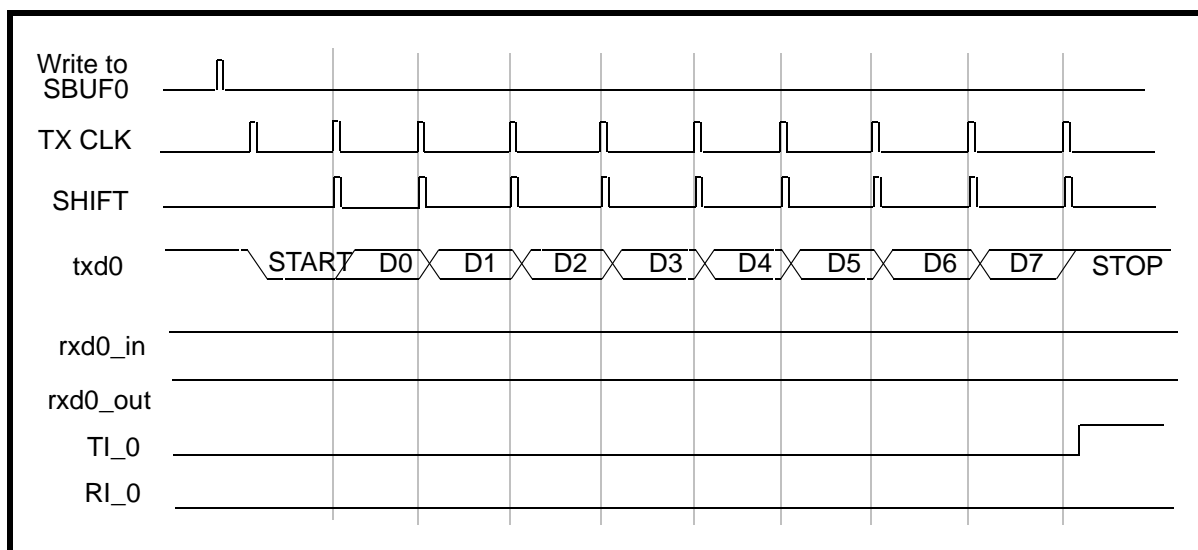 Write to
SBUF0
TX CLK
SHIFT
txd0
START D0 D1 D2 D3 D4 D5 D6 D7 STOP
rxd0_in
rxd0_out
TI_0
RI_0